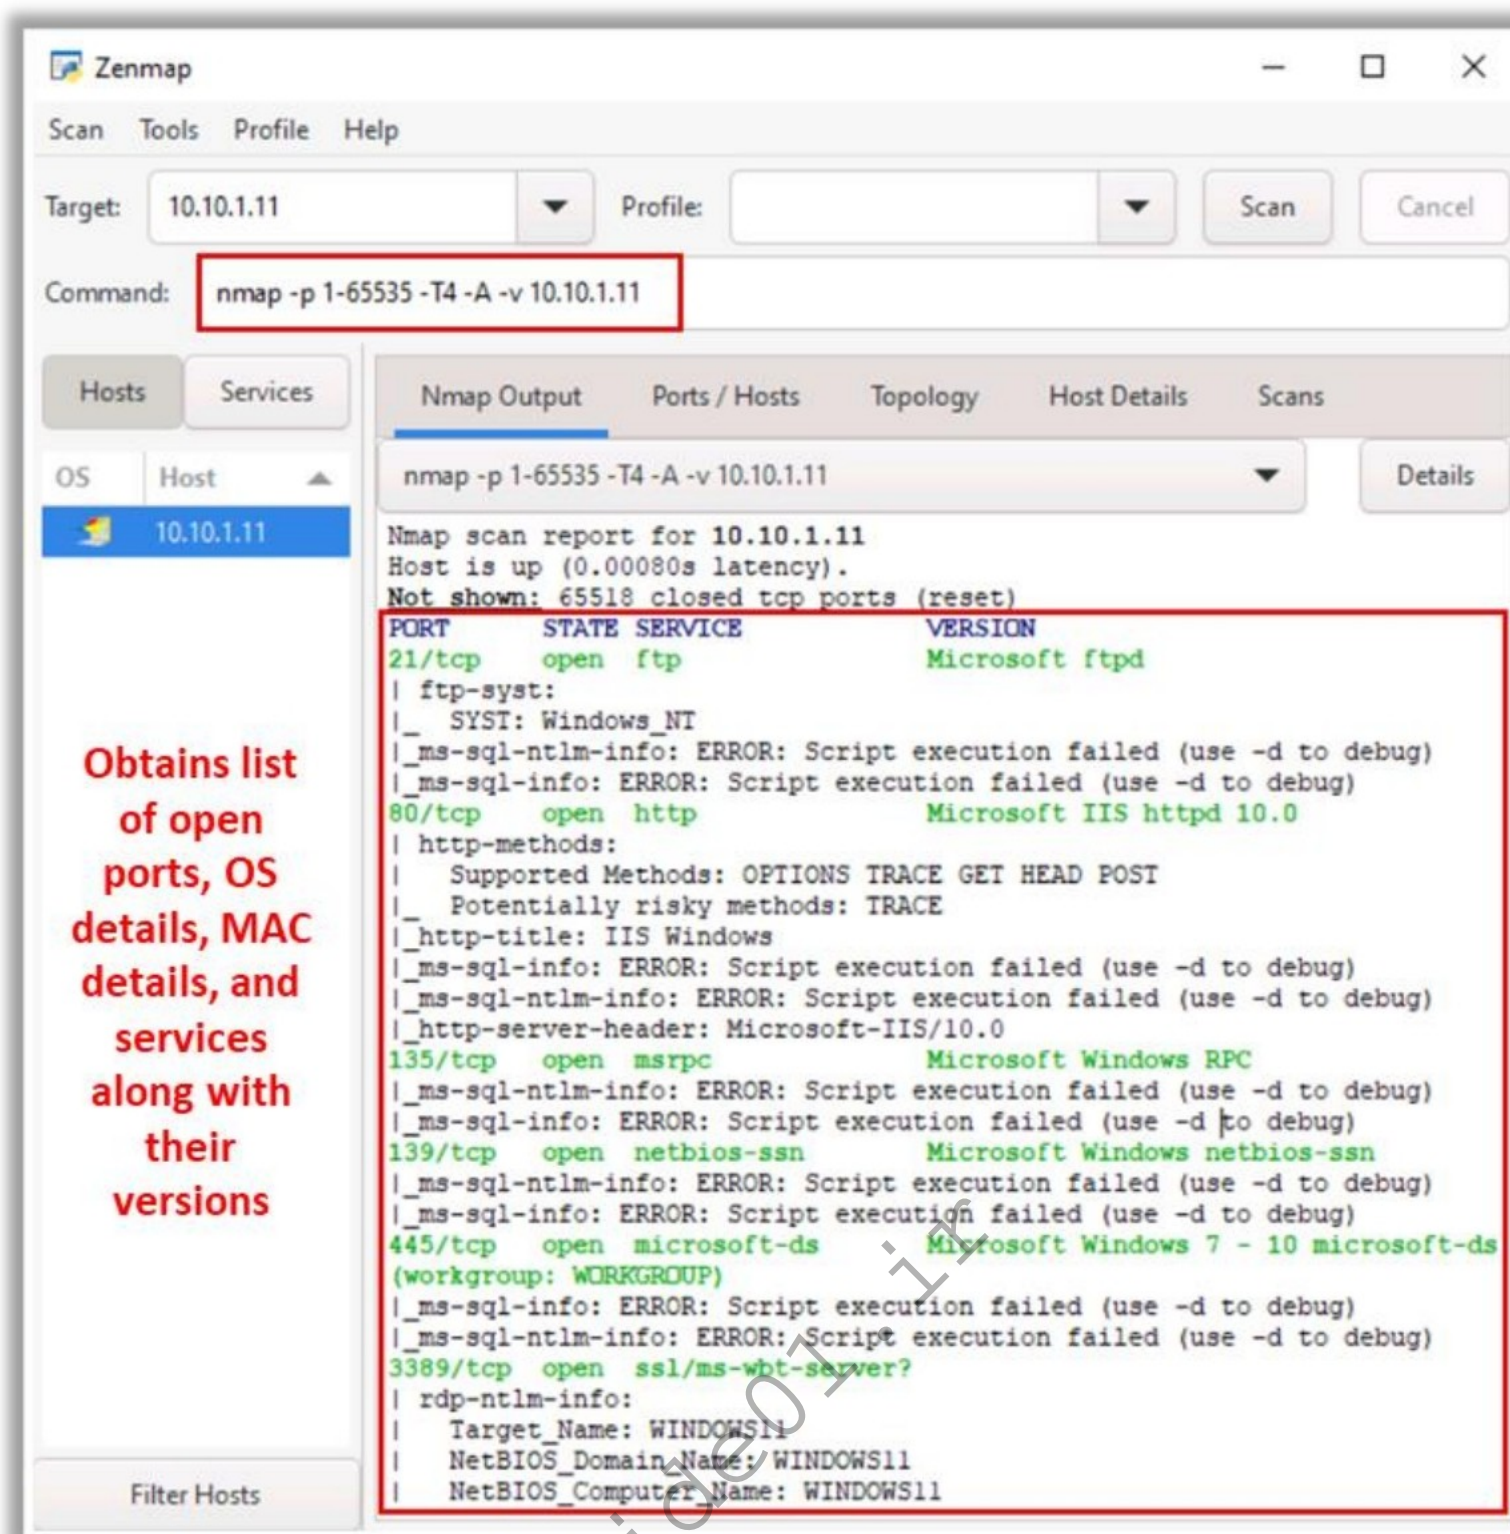 Zenmap
Scan Tools Profile Help
Target: 10.10.1.11 Profile: Scan Cancel
Command: nmap -p 1-65535 -T4 -A -v 10.10.1.11
Hosts Services
Nmap Output Ports / Hosts Topology Host Details Scans
OS Host
nmap -p 1-65535 -T4 -A -v 10.10.1.11 Details
10.10.1.11
Obtains list
of open
ports, OS
details, MAC
details, and
services
along with
their
versions
Filter Hosts
Nmap scan report for 10.10.1.11
Host is up (0.00080s latency).
Not shown: 65518 closed tcp ports (reset)
PORT STATE SERVICE VERSION
21/tcp open ftp Microsoft ftpd
| ftp-syst:
|_  SYST: Windows_NT
|_ms-sql-ntlm-info: ERROR: Script execution failed (use -d to debug)
|_ms-sql-info: ERROR: Script execution failed (use -d to debug)
80/tcp open http Microsoft IIS httpd 10.0
| http-methods:
|   Supported Methods: OPTIONS TRACE GET HEAD POST
|_  Potentially risky methods: TRACE
|_http-title: IIS Windows
|_ms-sql-info: ERROR: Script execution failed (use -d to debug)
|_ms-sql-ntlm-info: ERROR: Script execution failed (use -d to debug)
|_http-server-header: Microsoft-IIS/10.0
135/tcp open msrpc Microsoft Windows RPC
|_ms-sql-ntlm-info: ERROR: Script execution failed (use -d to debug)
|_ms-sql-info: ERROR: Script execution failed (use -d to debug)
139/tcp open netbios-ssn Microsoft Windows netbios-ssn
|_ms-sql-ntlm-info: ERROR: Script execution failed (use -d to debug)
|_ms-sql-info: ERROR: Script execution failed (use -d to debug)
445/tcp open microsoft-ds Microsoft Windows 7 - 10 microsoft-ds
(workgroup: WORKGROUP)
|_ms-sql-info: ERROR: Script execution failed (use -d to debug)
|_ms-sql-ntlm-info: ERROR: Script execution failed (use -d to debug)
3389/tcp open ssl/ms-wbt-server?
| rdp-ntlm-info:
|   Target_Name: WINDOWS11
|   NetBIOS_Domain_Name: WINDOWS11
|   NetBIOS_Computer_Name: WINDOWS11
ide01.ir